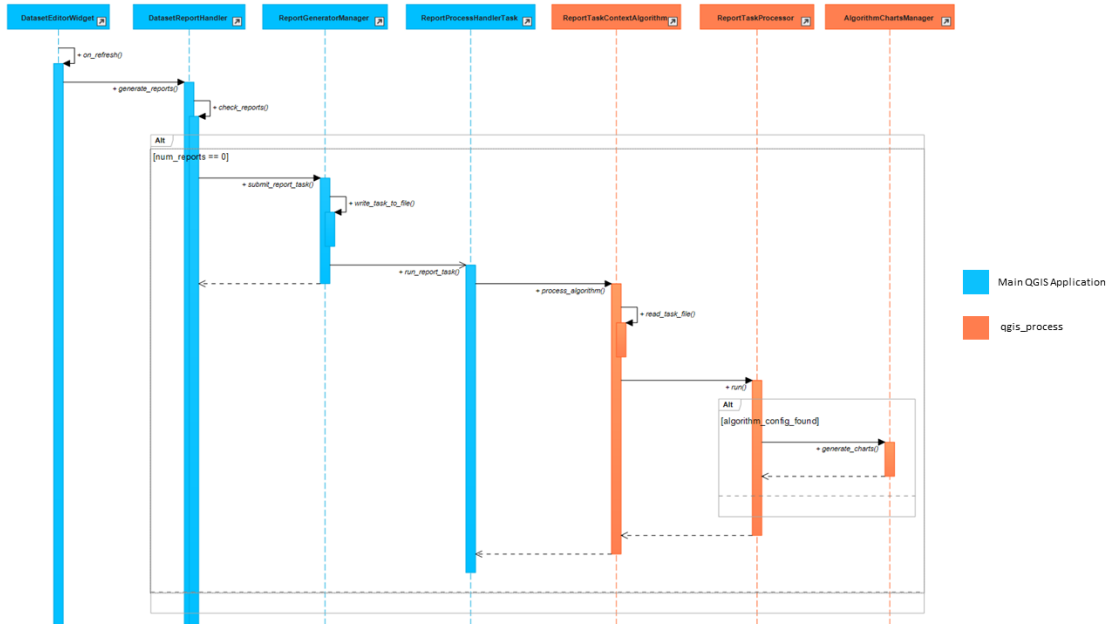 DatasetEditorWidget
DatasetReportHandler
ReportGeneratorManager
ReportProcessHandlerTask
ReportTaskContextAlgorithm
ReportTaskProcessor
AlgorithmChartsManager
+ on_refresh()
+ generate_reports()
+ check_reports()
Alt
[num_reports == 0]
+ submit_report_task()
+ write_task_to_file()
+ run_report_task()
+ process_algorithm()
+ read_task_file()
+ run()
Alt
[algorithm_config_found]
+ generate_charts()
Main QGIS Application
qgis_process